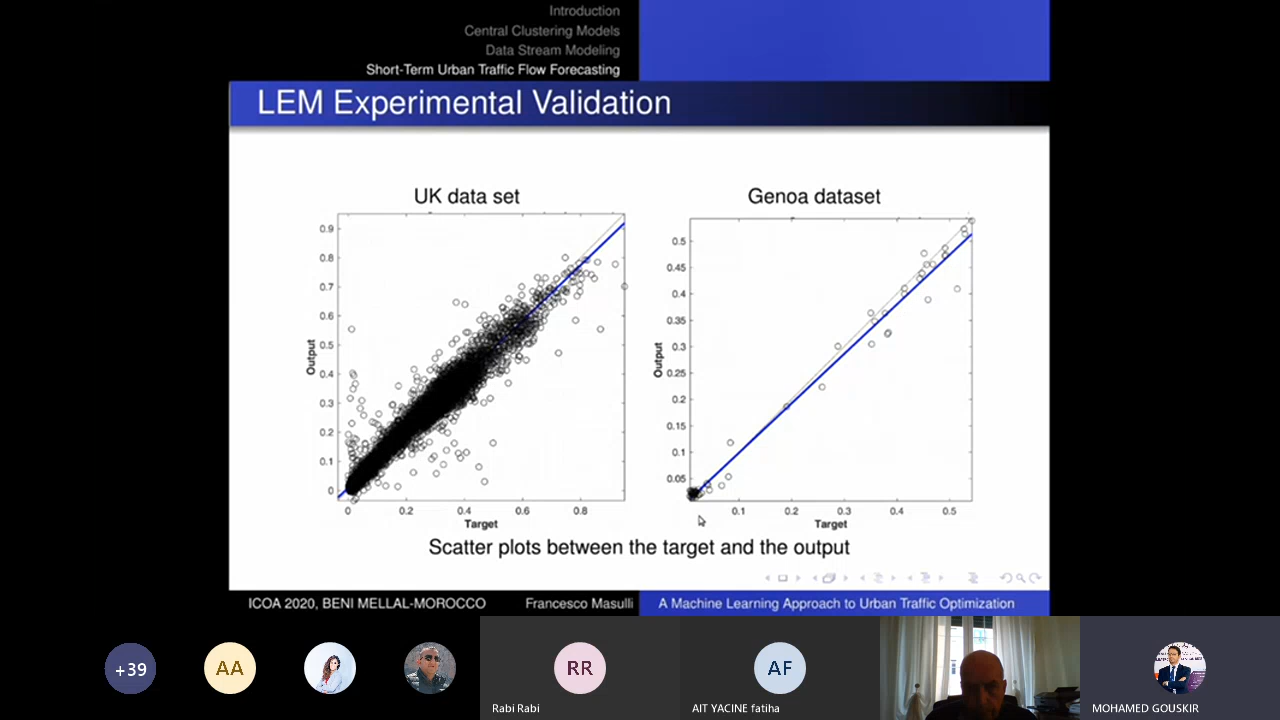 Introduction
Central Clustering Models
Data Stream Modeling
Short-Term Urban Traffic Flow Forecasting
LEM Experimental Validation
UK data set
Genoa dataset
0.9
0.8
0.7
0.6
0.5
0.4
0.3
0.2
0.1
0
Output
0 0.2 0.4 0.6 0.8
Target
0.5
0.45
0.4
0.35
0.3
0.25
0.2
0.15
0.1
0.05
Output
0.1 0.2 0.3 0.4 0.5
Target
Scatter plots between the target and the output
ICOA 2020, BENI MELLAL-MOROCCO Francesco Masulli A Machine Learning Approach to Urban Traffic Optimization
+39
AA
RR
AF
Rabi Rabi
AIT YACINE fatiha
MOHAMED GOUSKIR